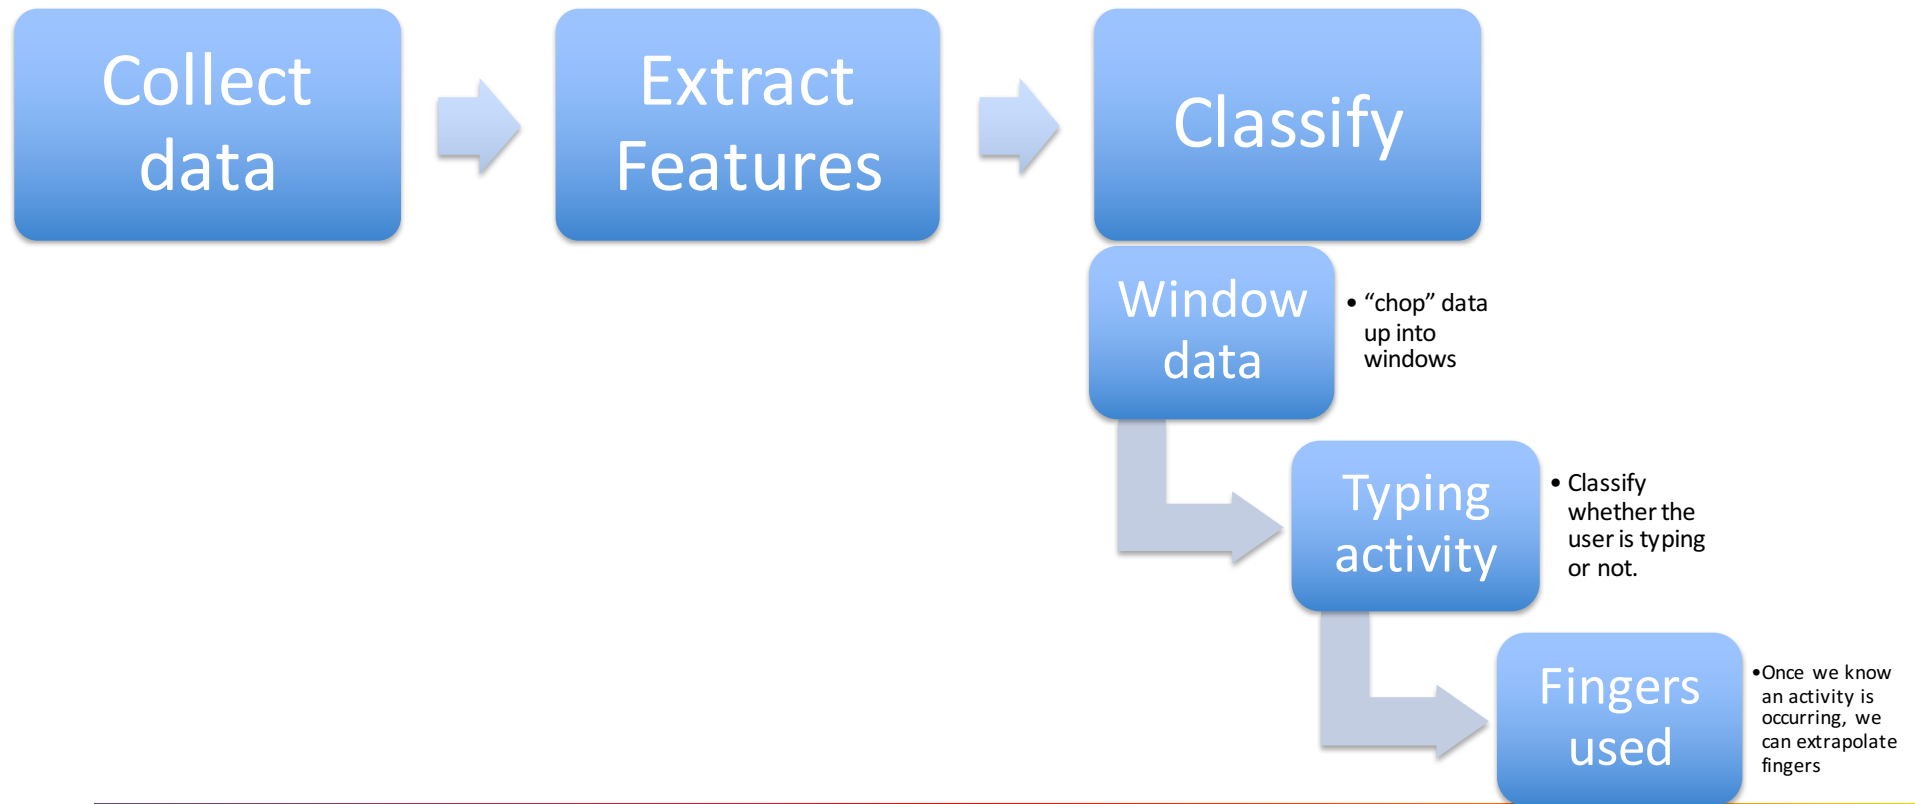 Collect
data
Extract
Features
Classify
Window
data
• “chop” data
up into
windows
Typing
activity
• Classify
whether the
user is typing
or not.
Fingers
used
•Once we know
an activity is
occurring, we
can extrapolate
fingers